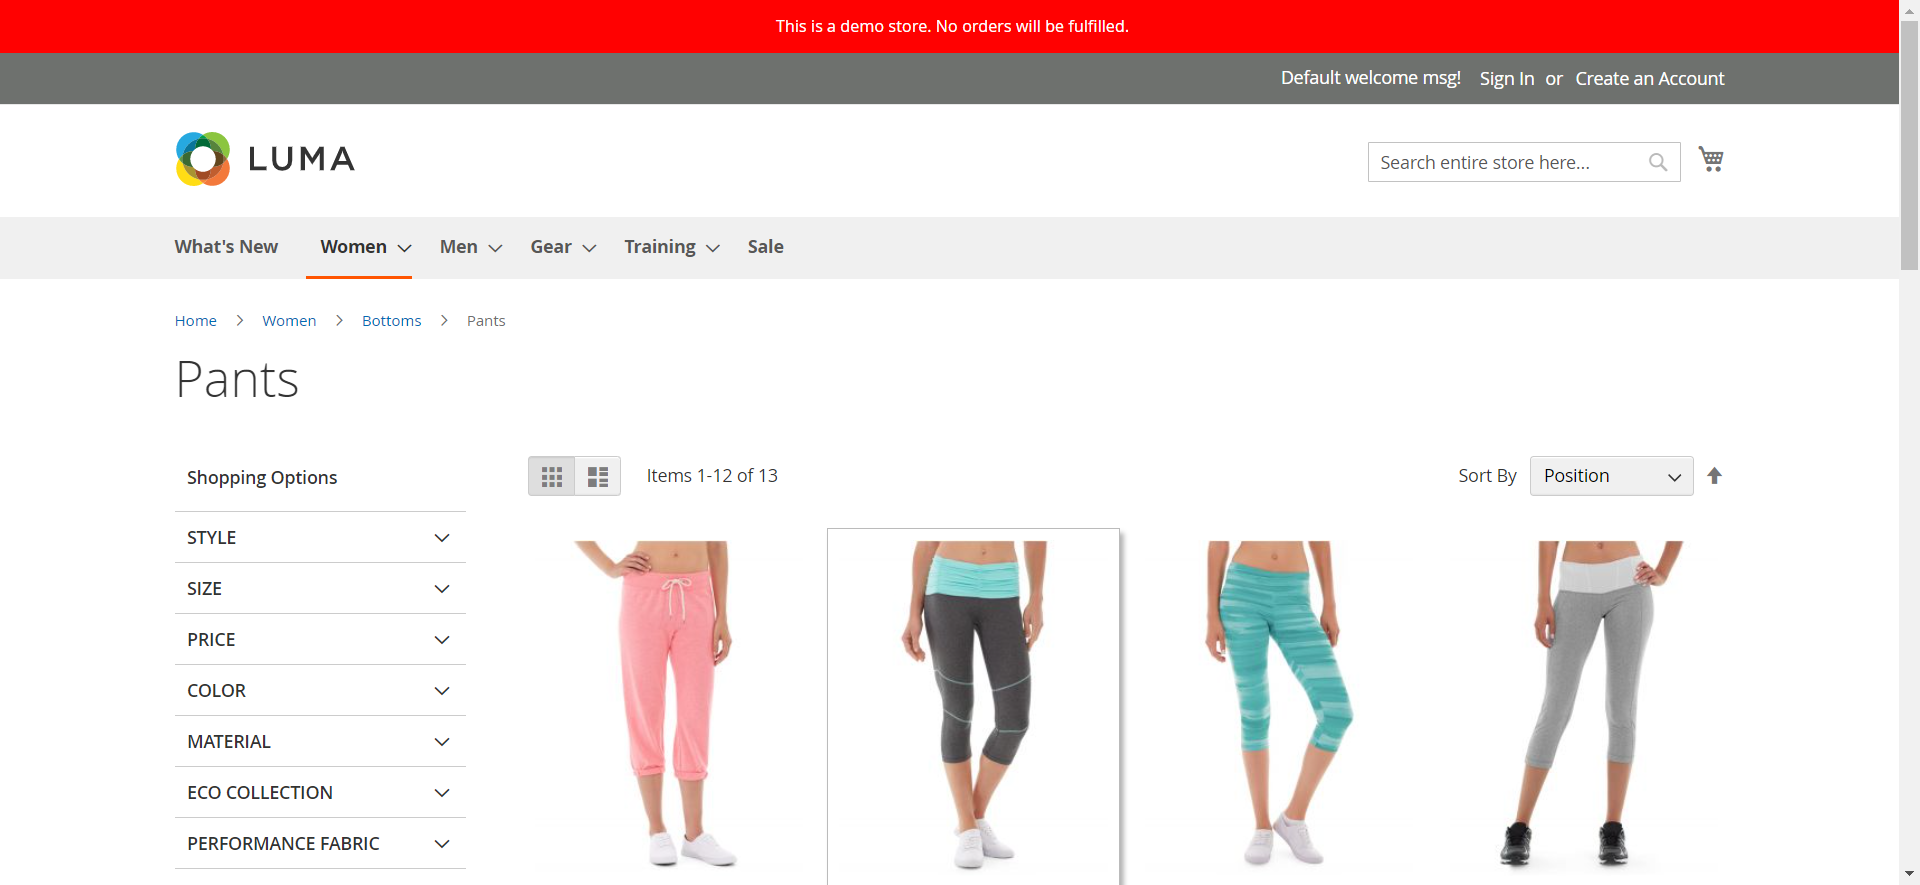 This is a demo store. No orders will be fulfilled.
Default welcome msg! Sign In or Create an Account
LUMA
Search entire store here...
What's New Women Men Gear Training Sale
Home Women Bottoms Pants
Pants
Shopping Options
Items 1-12 of 13
Sort By Position
STYLE
SIZE
PRICE
COLOR
MATERIAL
ECO COLLECTION
PERFORMANCE FABRIC